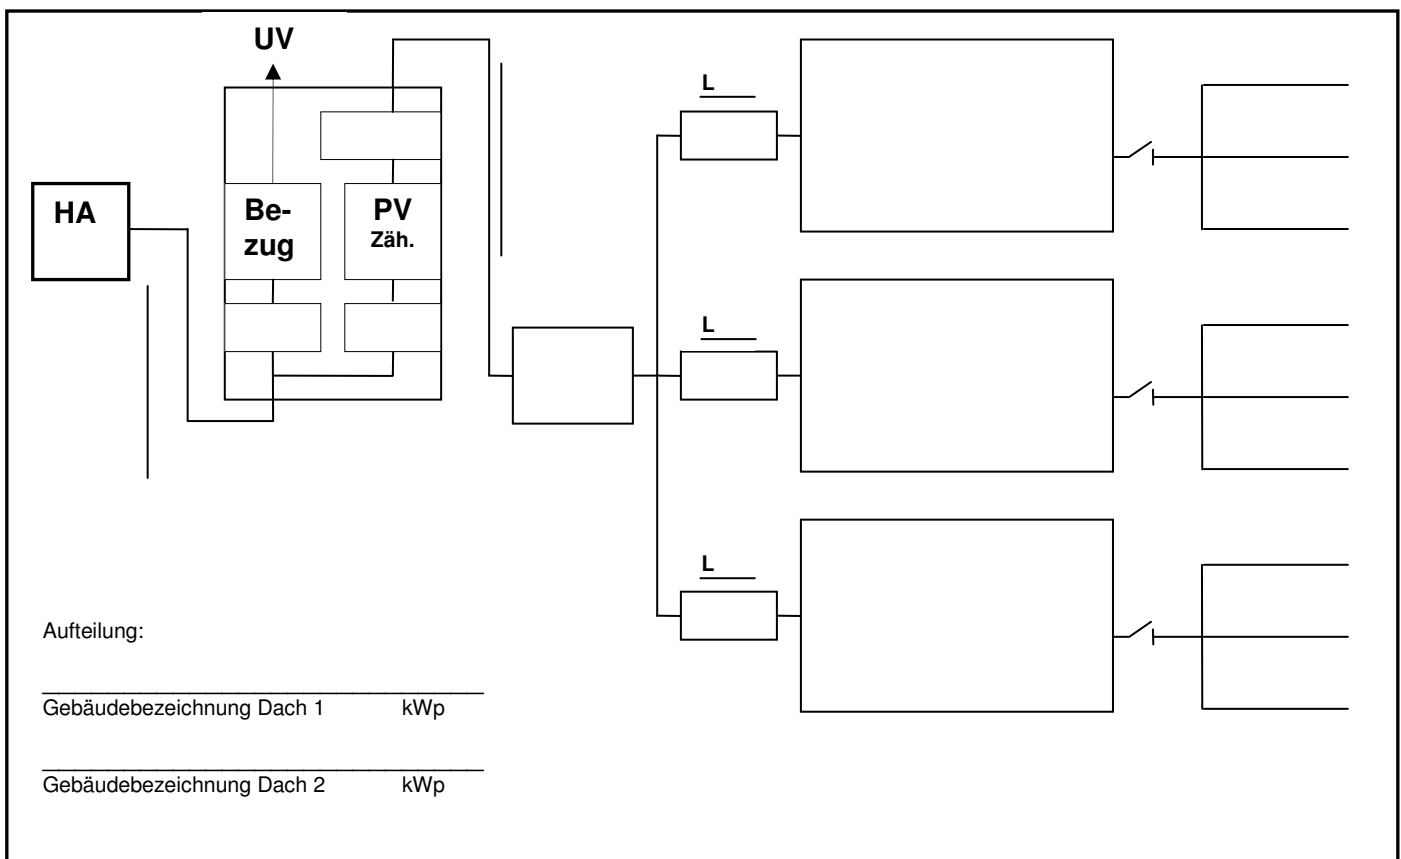 UV
L
HA
Be-
zug
PV
Zäh.
L
L
Aufteilung:
Gebäudebezeichnung Dach 1 kWp
Gebäudebezeichnung Dach 2 kWp